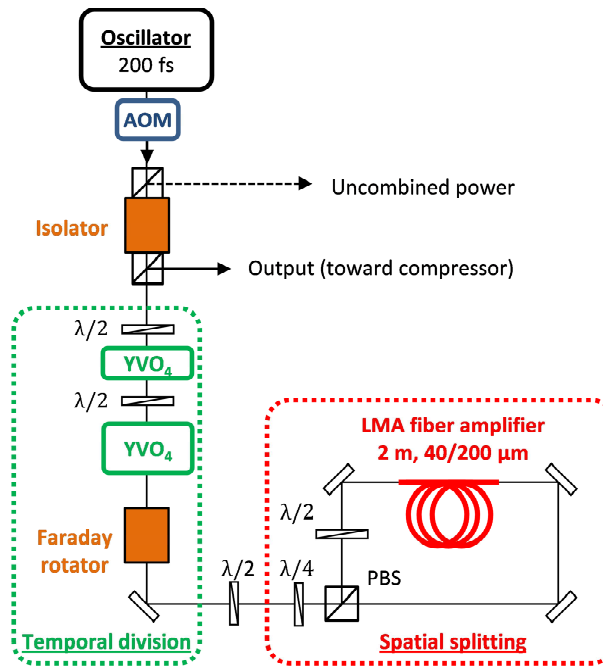 Oscillator
200 fs
AOM
Uncombined power
Isolator
Output (toward compressor)
λ/2
YVO₄
λ/2
YVO₄
LMA fiber amplifier
2 m, 40/200 µm
λ/2
Faraday
rotator
λ/2
λ/4
PBS
Temporal division
Spatial splitting